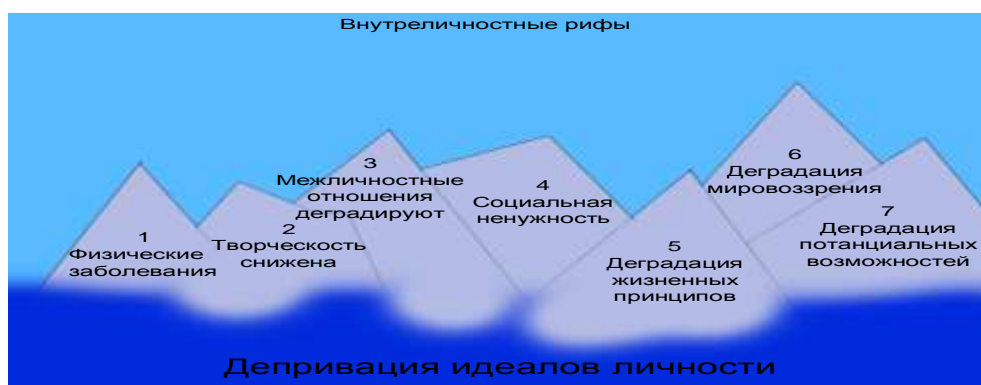 Внутреличностные рифы
1
Физические
заболевания
2
Творческость
снижена
3
Межличностные
отношения
деградируют
4
Социальная
ненужность
5
Деградация
жизненных
принципов
6
Деградация
мировоззрения
7
Деградация
потанциальных
возможностей
Депривация идеалов личности